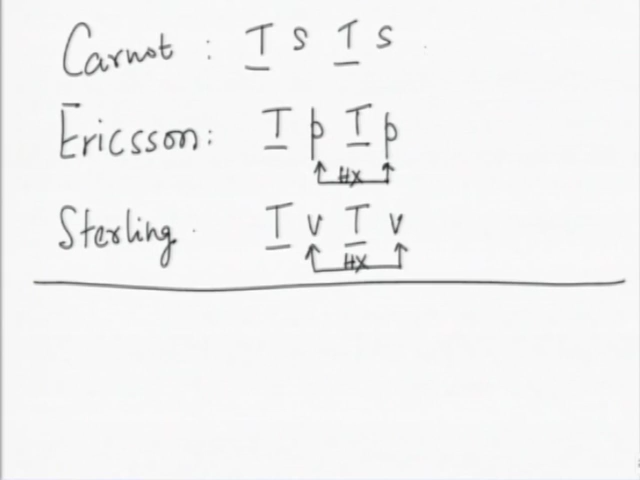 Carnot : T s T s
Ericsson: T p T p
HX
Sterling. T v T v
HX